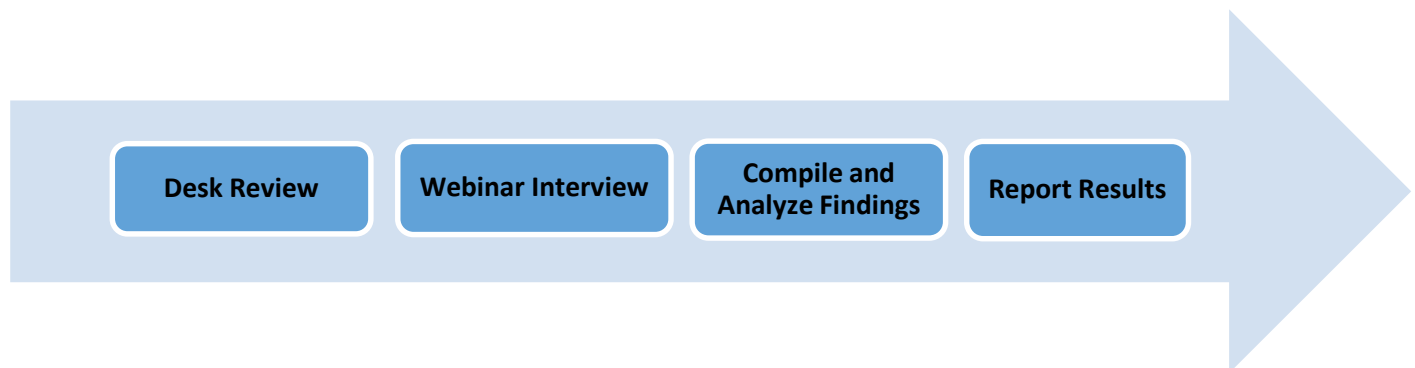 Desk Review
Webinar Interview
Compile and
Analyze Findings
Report Results